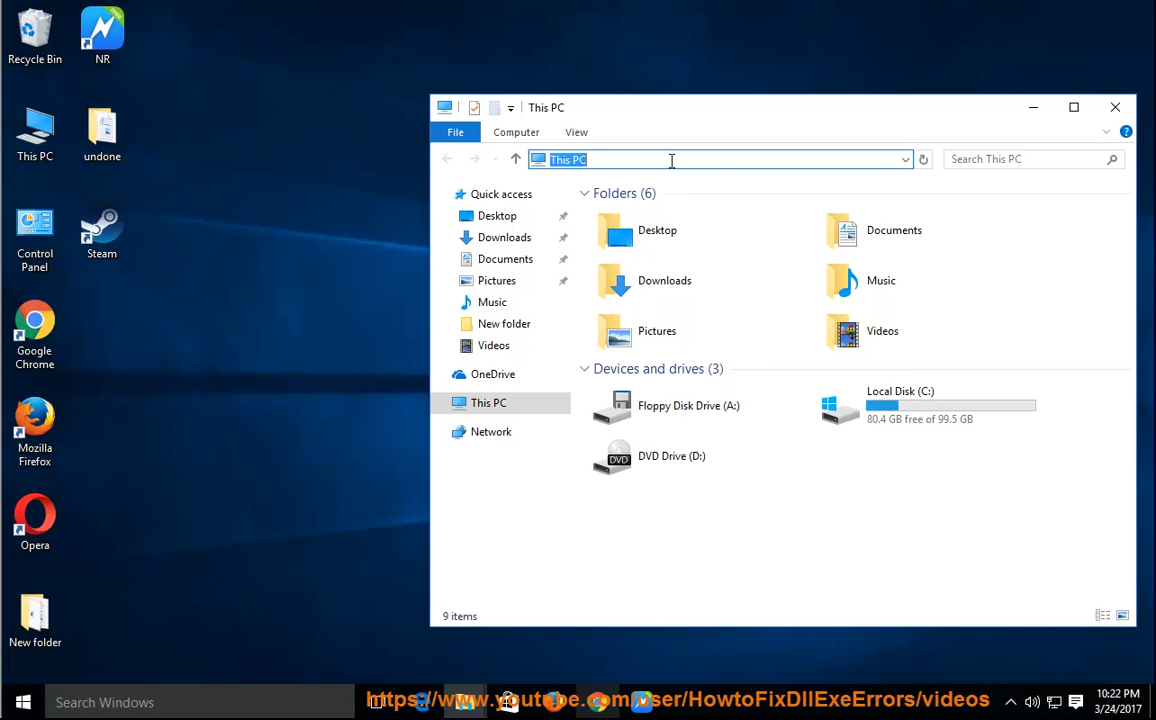 Recycle Bin
NR
FREE
This PC
undone
Control
Panel
Steam
Google
Chrome
Mozilla
Firefox
Opera
New folder
This PC
File
Computer
View
This PC
Search This PC
Quick access
Desktop
Downloads
Documents
Pictures
Music
New folder
Videos
OneDrive
This PC
Network
Folders (6)
Desktop
Documents
Downloads
Music
Pictures
Videos
Devices and drives (3)
Floppy Disk Drive (A:)
Local Disk (C:)
80.4 GB free of 99.5 GB
DVD
DVD Drive (D:)
9 items
Search Windows
https://www.youtube.com/user/HowtoFixDllExeErrors/videos
10:22 PM
3/24/2017